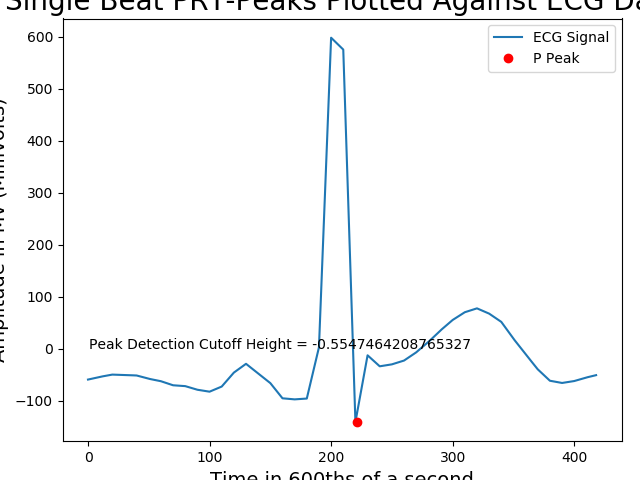 Single Beat PRT-Peaks Plotted Against ECG Da
ECG Signal
P Peak
600
500
400
300
200
100
0
−100
Amplitude in MV (MilliVolts)
Peak Detection Cutoff Height = -0.5547464208765327
0 100 200 300 400
Time in 600ths of a second